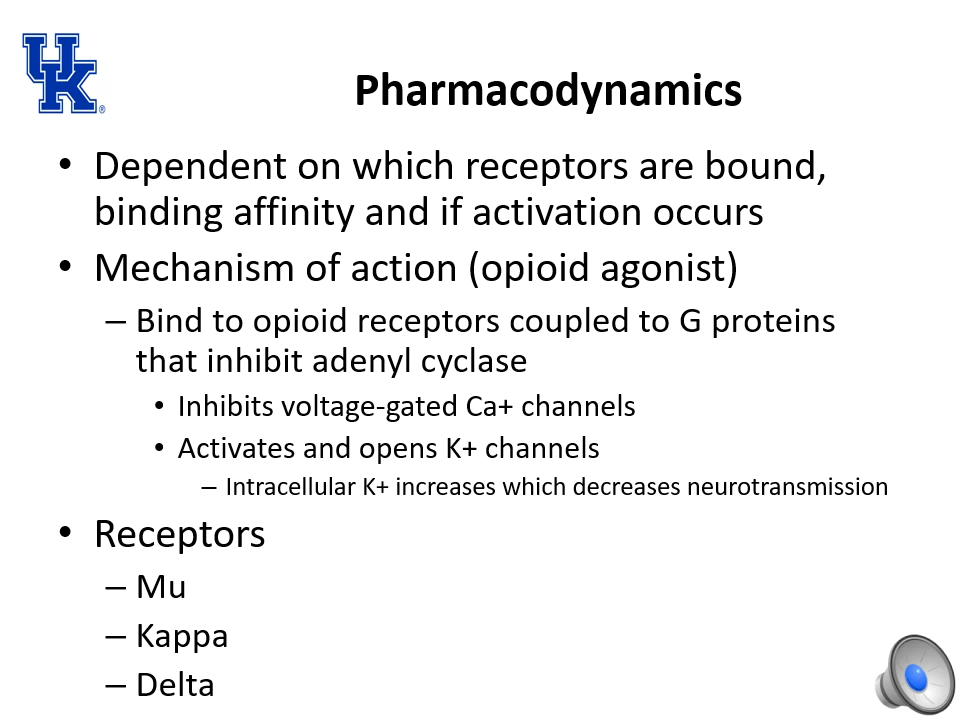 UK®
Pharmacodynamics
• Dependent on which receptors are bound,
binding affinity and if activation occurs
• Mechanism of action (opioid agonist)
– Bind to opioid receptors coupled to G proteins
that inhibit adenyl cyclase
• Inhibits voltage-gated Ca+ channels
• Activates and opens K+ channels
– Intracellular K+ increases which decreases neurotransmission
• Receptors
– Mu
– Kappa
– Delta